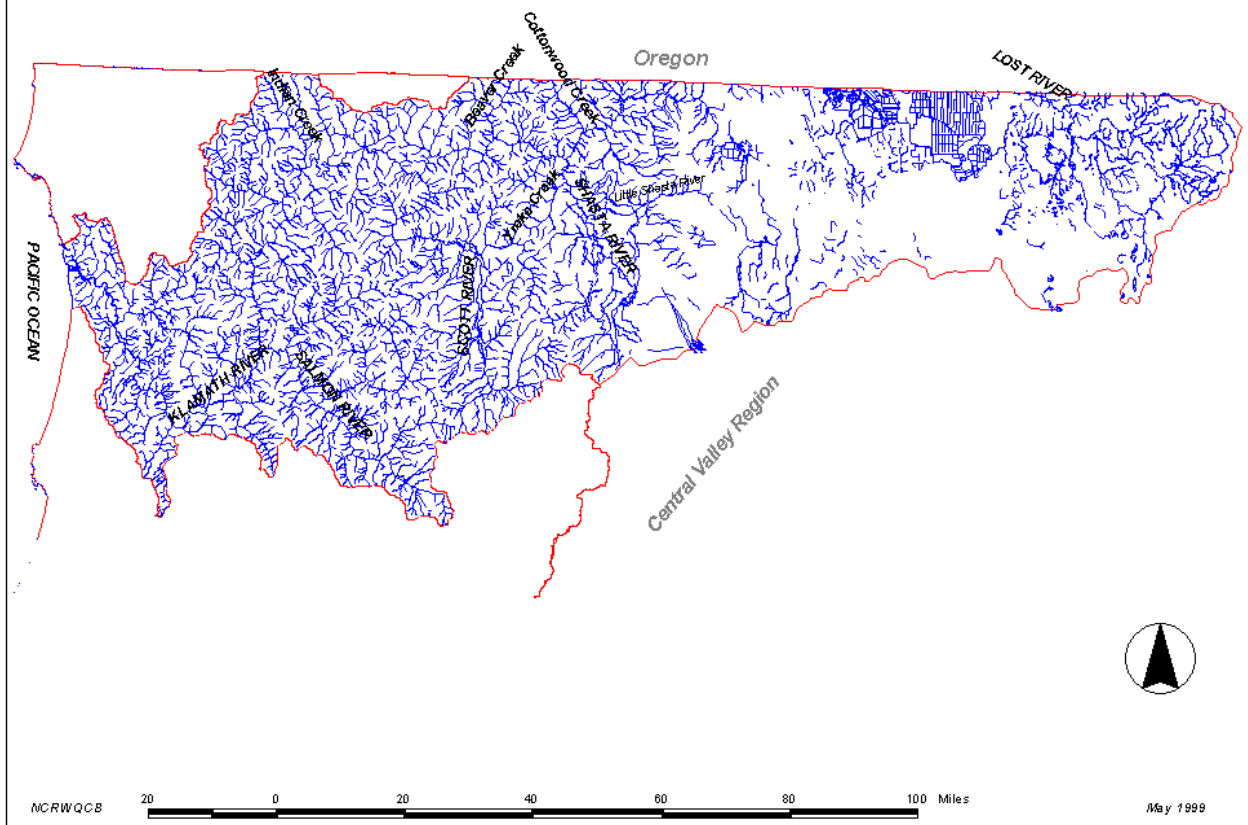 Oregon
Cottonwood Creek
Beaver Creek
Indian Creek
LOST RIVER
Little Shasta River
Yreka Creek
SHASTA RIVER
SCOTT RIVER
PACIFIC OCEAN
KLAMATH RIVER
SALMON RIVER
Central Valley Region
20 0 20 40 60 80 100 Miles
NCRWQCB
May 1999